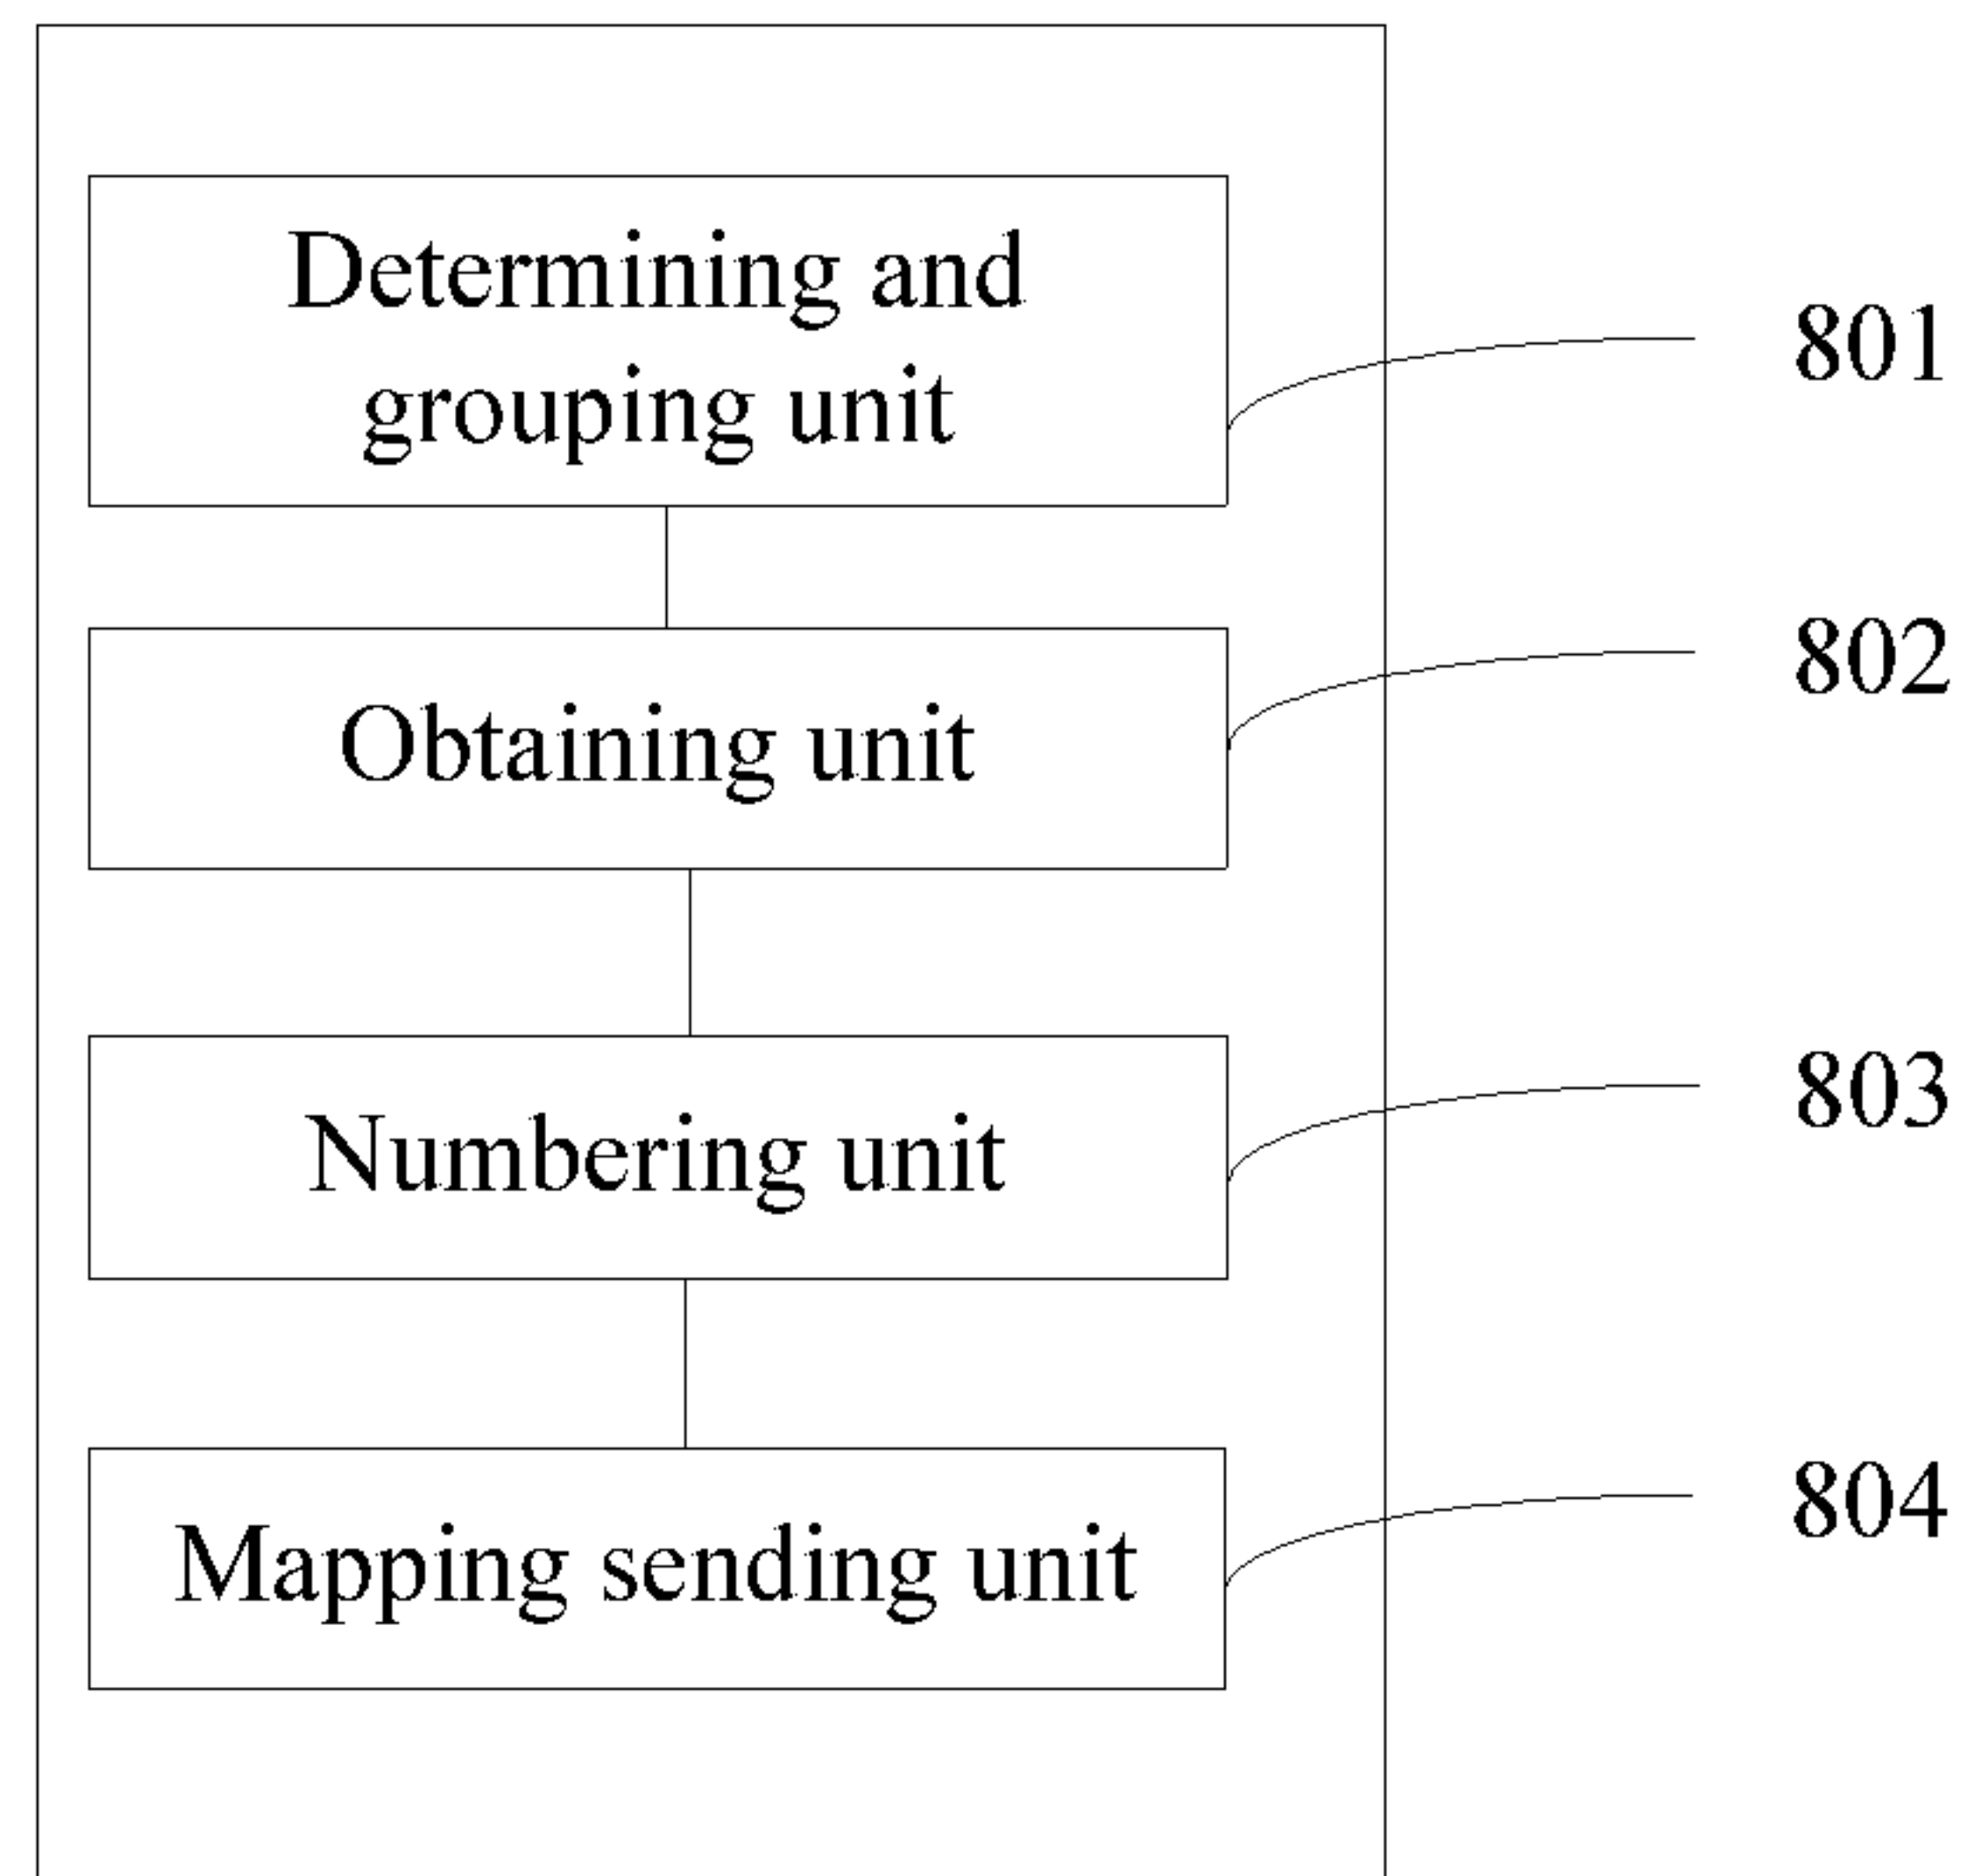 Determining and
grouping unit
801
Obtaining unit
802
Numbering unit
803
Mapping sending unit
804